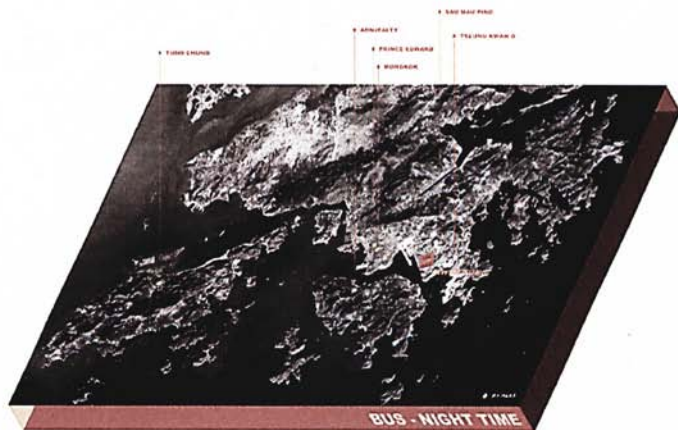 SAU MAU PING
ADMIRALTY
TSEUNG KWAN O
PRINCE EDWARD
TUNG CHUNG
MONGKOK
BUS - NIGHT TIME